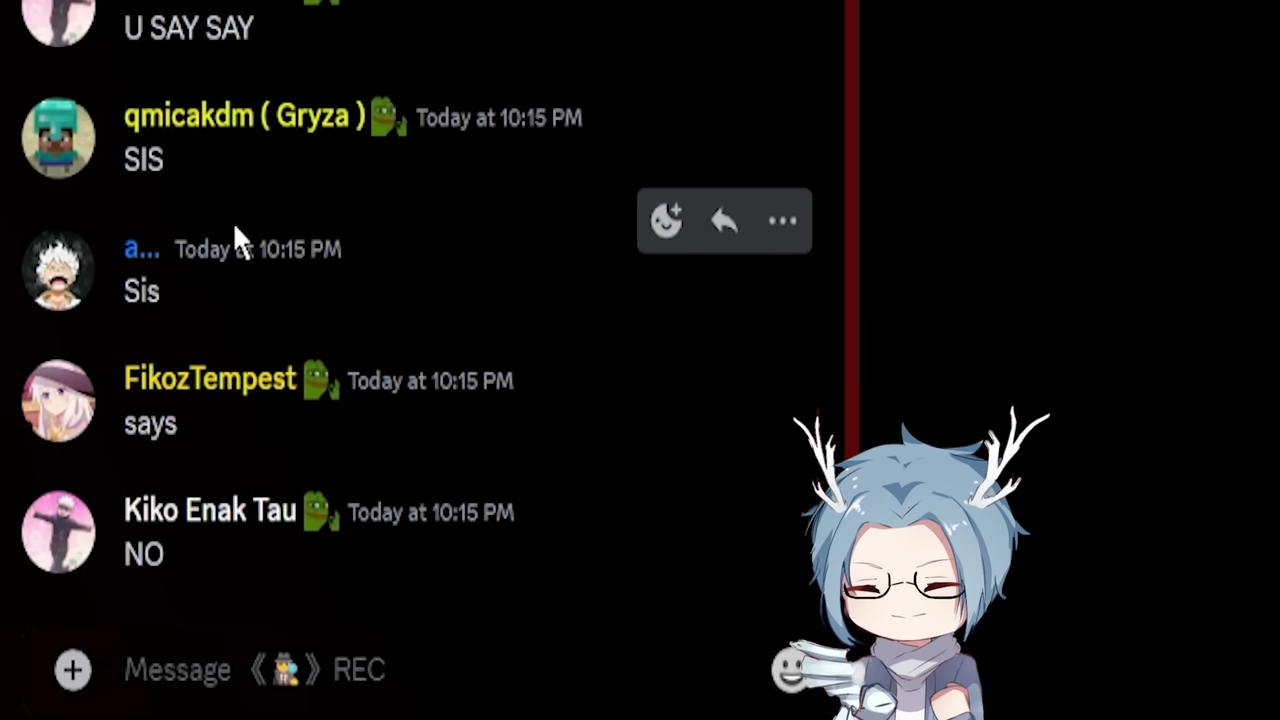 U SAY SAY
qmicakdm ( Gryza ) Today at 10:15 PM
SIS
a... Today at 10:15 PM
Sis
FikozTempest Today at 10:15 PM
says
Kiko Enak Tau Today at 10:15 PM
NO
Message 《 》 REC